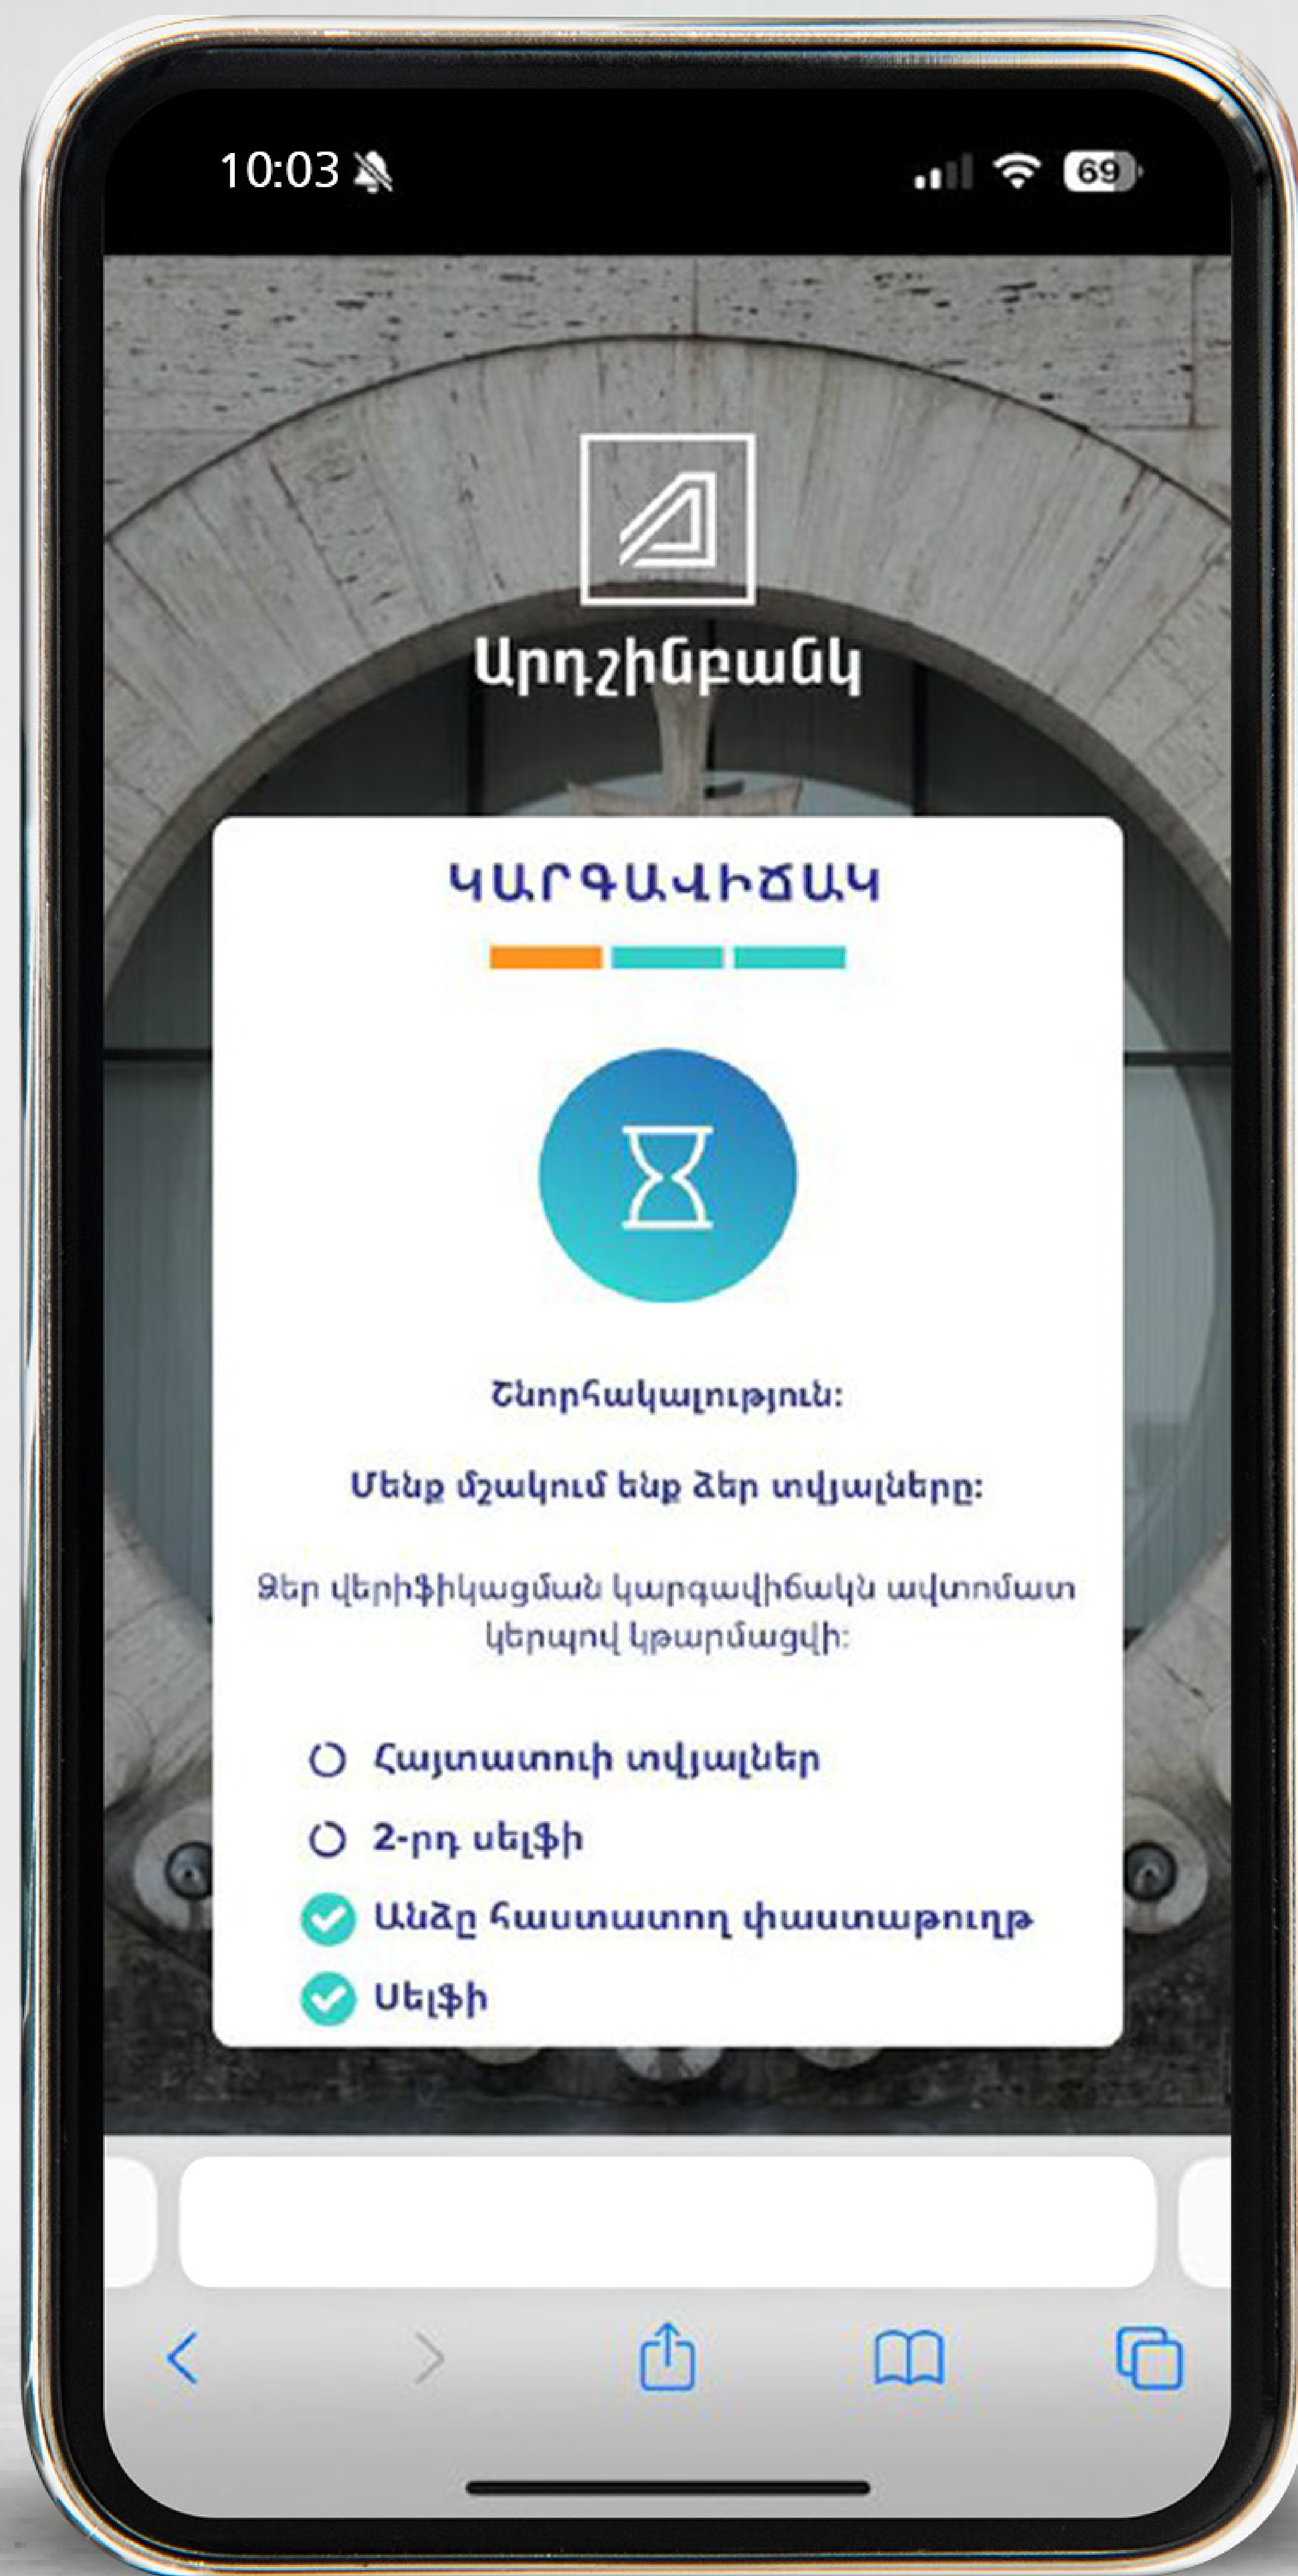 10:03
69
Արդշինբանկ
ԿԱՐԳԱՎԻՃԱԿ
Շնորհակալություն:
Մենք մշակում ենք ձեր տվյալները:
Ձեր վերիֆիկացման կարգավիճակն ավտոմատ
կերպով կթարմացվի:
Հայտատուի տվյալներ
2-րդ սելֆի
Անձը հաստատող փաստաթուղթ
Սելֆի